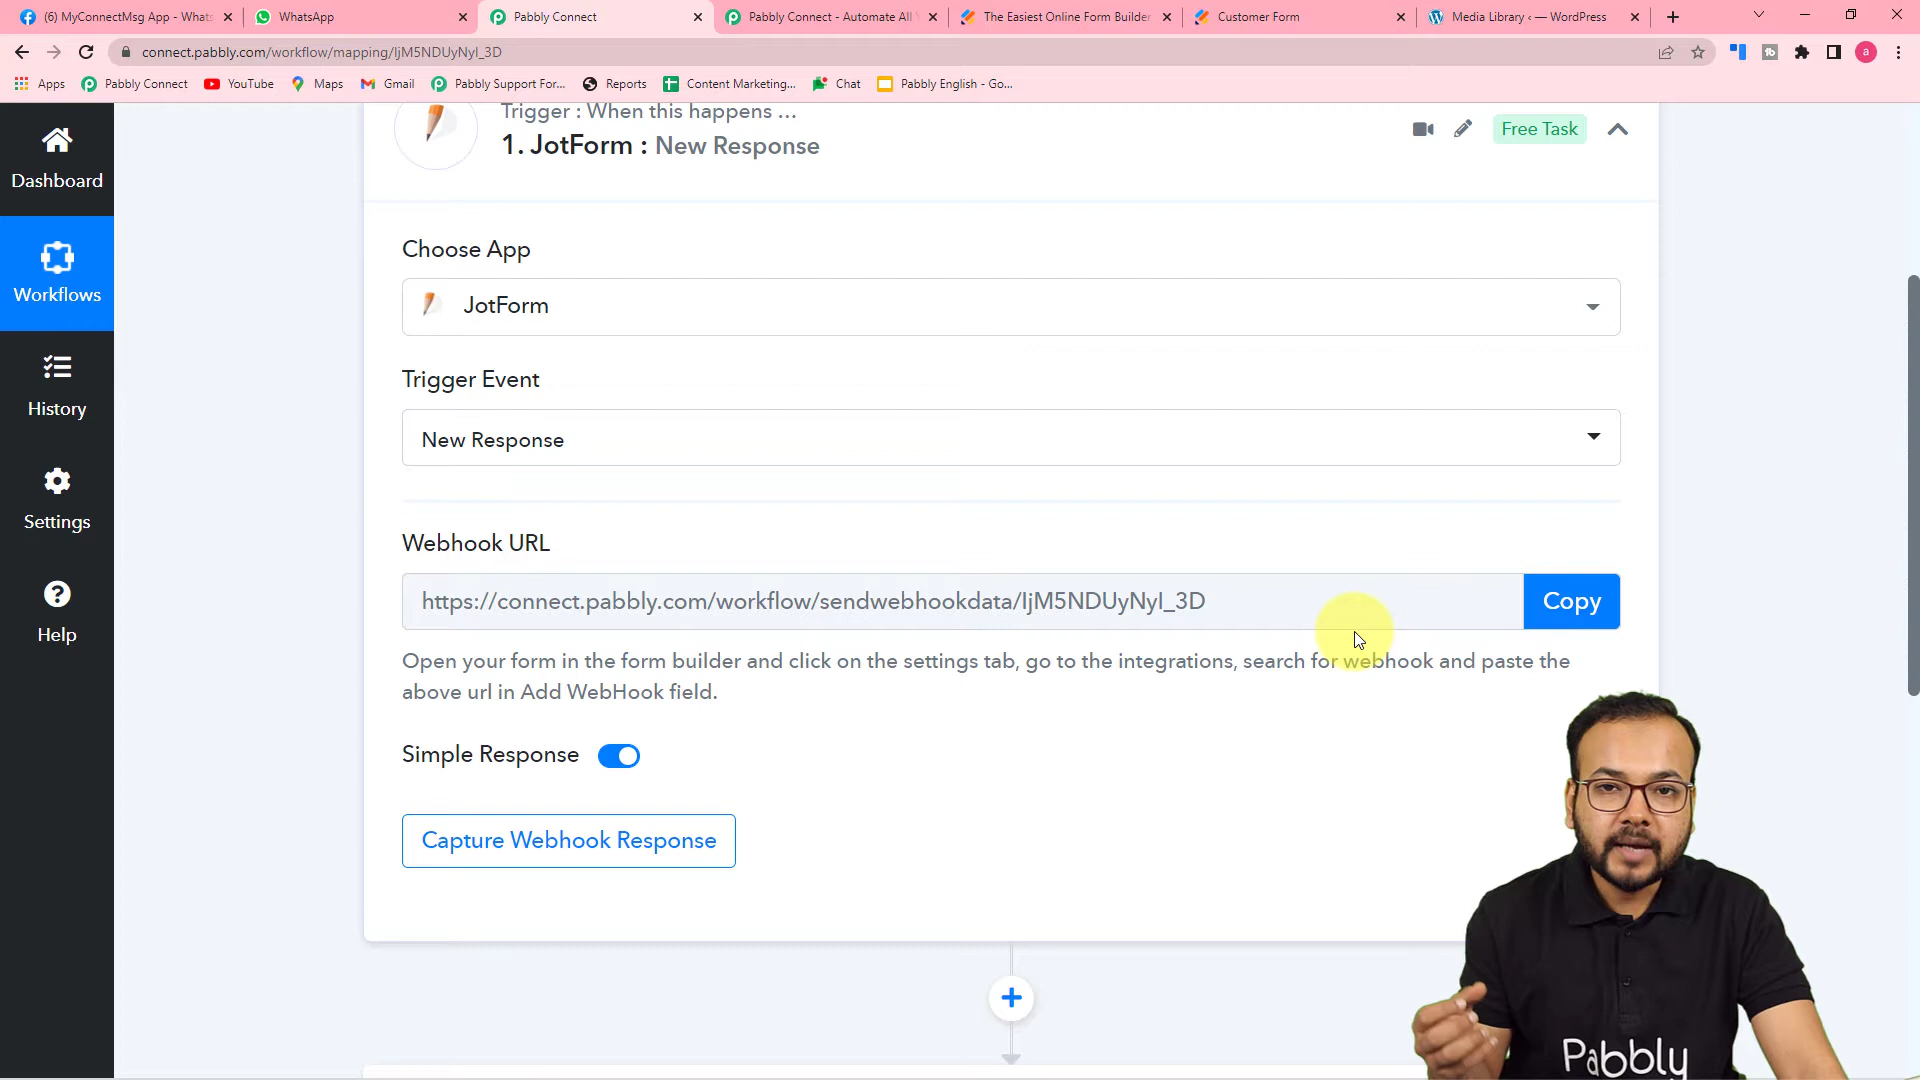 (6) MyConnectMsg App - Whats
WhatsApp
Pabbly Connect
Pabbly Connect - Automate All
The Easiest Online Form Builder
Customer Form
Media Library ‹ — WordPress
connect.pabbly.com/workflow/mapping/IjM5NDUyNyI_3D
a
Apps
Pabbly Connect
YouTube
Maps
Gmail
Pabbly Support For...
Reports
Content Marketing...
Chat
Pabbly English - Go...
Dashboard
Workflows
History
Settings
Help
Trigger : When this happens ...
1. JotForm : New Response
Free Task
Choose App
JotForm
Trigger Event
New Response
Webhook URL
https://connect.pabbly.com/workflow/sendwebhookdata/IjM5NDUyNyI_3D
Copy
Open your form in the form builder and click on the settings tab, go to the integrations, search for webhook and paste the
above url in Add WebHook field.
Simple Response
Capture Webhook Response
Pabbly